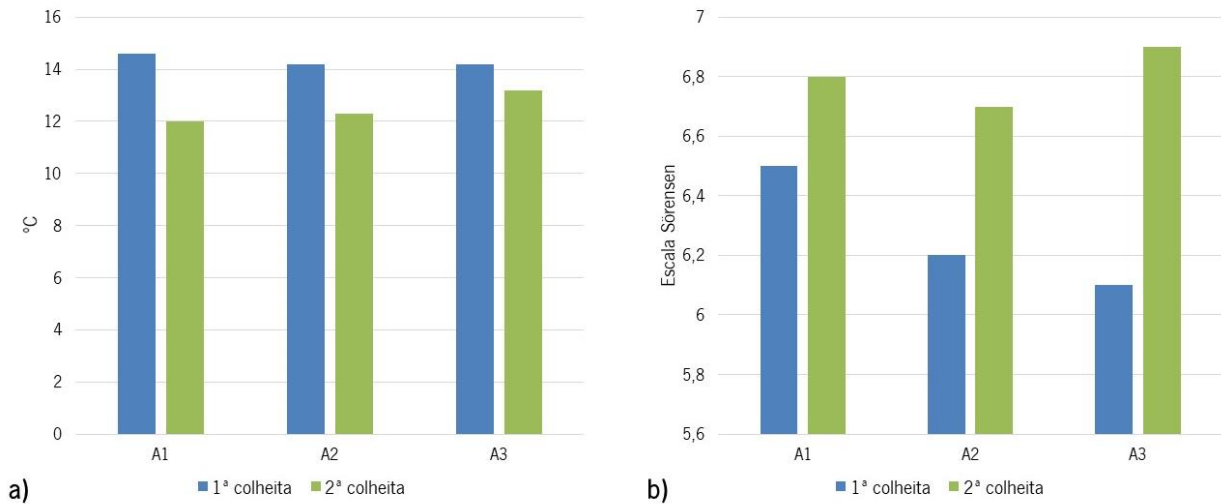 16
14
12
10
8
6
4
2
0
°C
A1 A2 A3
1ª colheita 2ª colheita
a)
7
6,8
6,6
6,4
6,2
6
5,8
5,6
Escala Sörensen
A1 A2 A3
1ª colheita 2ª colheita
b)